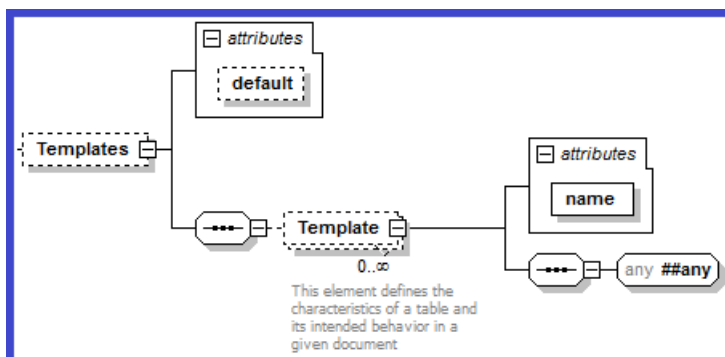 attributes
default
Templates
attributes
name
Template
0..∞
any ##any
This element defines the
characteristics of a table and
its intended behavior in a
given document